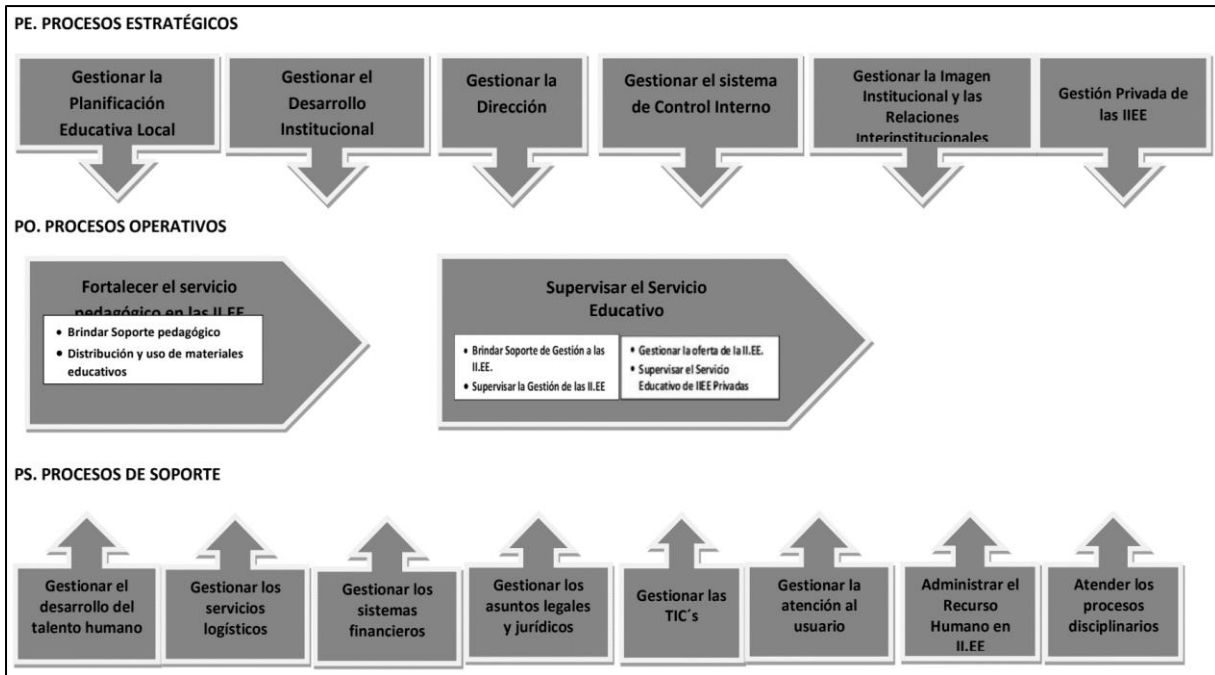 PE. PROCESOS ESTRATÉGICOS
Gestionar la
Planificación
Educativa Local
Gestionar el
Desarrollo
Institucional
Gestionar la
Dirección
Gestionar el sistema
de Control Interno
Gestionar la Imagen
Institucional y las
Relaciones
Interinstitucionales
Gestión Privada de
las IIEE
PO. PROCESOS OPERATIVOS
Fortalecer el servicio
pedagógico en las II.EE
• Brindar Soporte pedagógico
• Distribución y uso de materiales
educativos
Supervisar el Servicio
Educativo
• Brindar Soporte de Gestión a las
II.EE.
• Supervisar la Gestión de las II.EE
• Gestionar la oferta de la II.EE.
• Supervisar el Servicio
Educativo de IIEE Privadas
PS. PROCESOS DE SOPORTE
Gestionar el
desarrollo del
talento humano
Gestionar los
servicios
logísticos
Gestionar los
sistemas
financieros
Gestionar los
asuntos legales
y jurídicos
Gestionar las
TIC´s
Gestionar la
atención al
usuario
Administrar el
Recurso
Humano en
II.EE
Atender los
procesos
disciplinarios